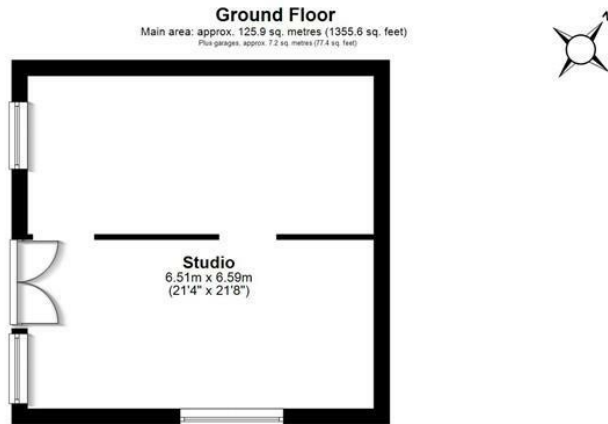 Ground Floor
Main area: approx. 125.9 sq. metres (1355.6 sq. feet)
Plus garages, approx. 7.2 sq. metres (77.4 sq. feet)
Studio
6.51m x 6.59m
(21'4" x 21'8")